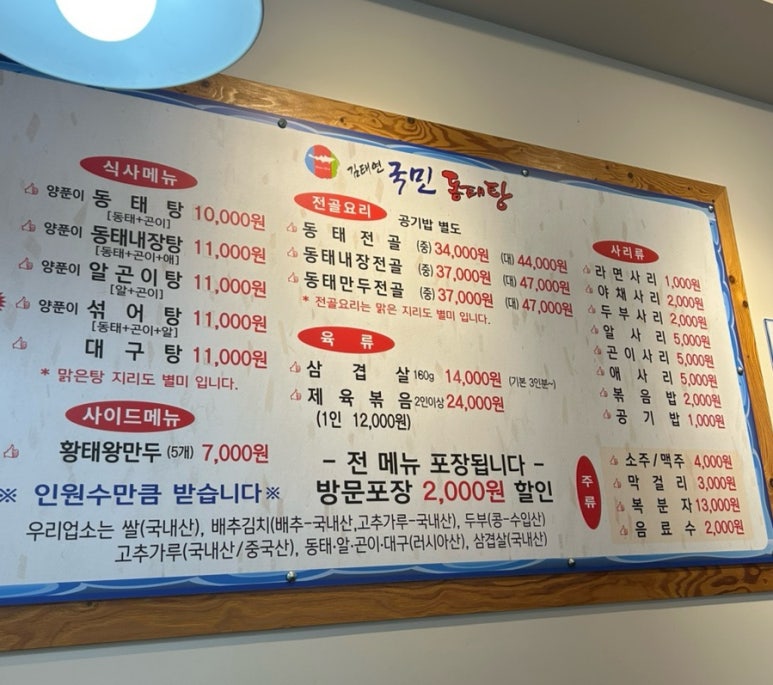 김태연 국민 동태탕
식사메뉴
양푼이 동태탕 10,000원
[동태+곤이]
양푼이 동태내장탕 11,000원
[동태+곤이+애]
양푼이 알곤이탕 11,000원
[알+곤이]
양푼이 섞어탕 11,000원
[동태+곤이+알]
대구탕 11,000원
* 맑은탕 지리도 별미 입니다.
사이드메뉴
황태왕만두 (5개) 7,000원
※ 인원수만큼 받습니다※
전골요리 공기밥 별도
동태전골 (중) 34,000원 (대) 44,000원
동태내장전골 (중) 37,000원 (대) 47,000원
동태만두전골 (중) 37,000원 (대) 47,000원
* 전골요리는 맑은 지리도 별미 입니다.
육류
삼겹살 160g 14,000원 (기본 3인분~)
제육볶음 2인이상 24,000원
(1인 12,000원)
- 전 메뉴 포장됩니다 -
방문포장 2,000원 할인
사리류
라면사리 1,000원
야채사리 2,000원
두부사리 2,000원
알사리 5,000원
곤이사리 5,000원
애사리 5,000원
볶음밥 2,000원
공기밥 1,000원
주류
소주/맥주 4,000원
막걸리 3,000원
복분자 13,000원
음료수 2,000원
우리업소는 쌀(국내산), 배추김치(배추-국내산,고추가루-국내산), 두부(콩-수입산)
고추가루(국내산/중국산), 동태·알·곤이·대구(러시아산), 삼겹살(국내산)